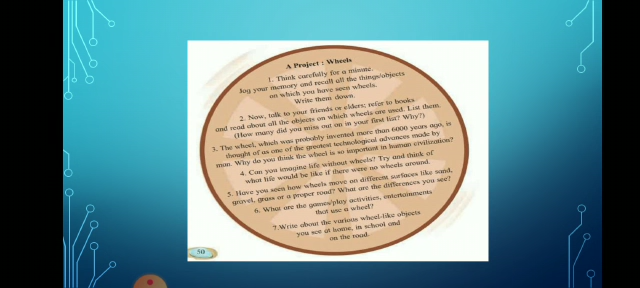 A Project : Wheels
1. Think carefully for a minute.
Jog your memory and recall all the things/objects
on which you have seen wheels.
Write them down.
2. Now, talk to your friends or elders; refer to books
and read about all the objects on which wheels are used. List them.
(How many did you miss out on in your first list? Why?)
3. The wheel, which was probably invented more than 6000 years ago, is
thought of as one of the greatest technological advances made by
man. Why do you think the wheel is so important in human civilization?
4. Can you imagine life without wheels? Try and think of
what life would be like if there were no wheels around.
5. Have you seen how wheels move on different surfaces like sand,
gravel, grass or a proper road? What are the differences you see?
6. What are the games/play activities, entertainments
that use a wheel?
7.Write about the various wheel-like objects
you see at home, in school and
on the road.
50